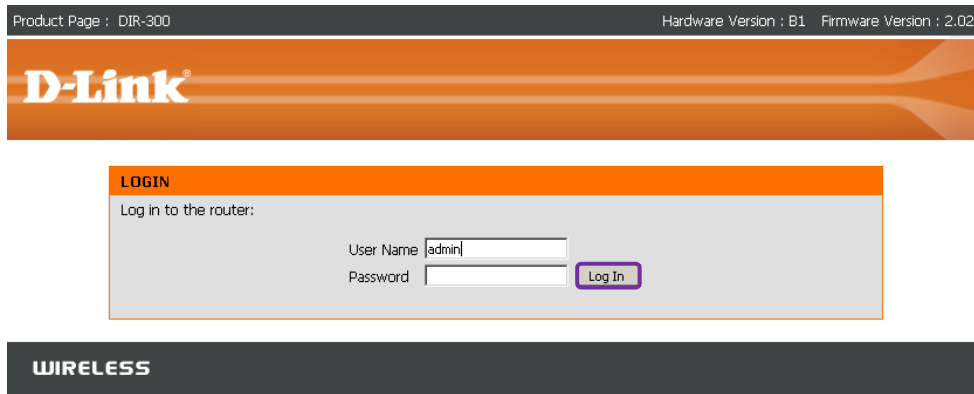 Product Page : DIR-300 Hardware Version : B1 Firmware Version : 2.02
D-Link®
LOGIN
Log in to the router:
User Name admin
Password Log In
WIRELESS